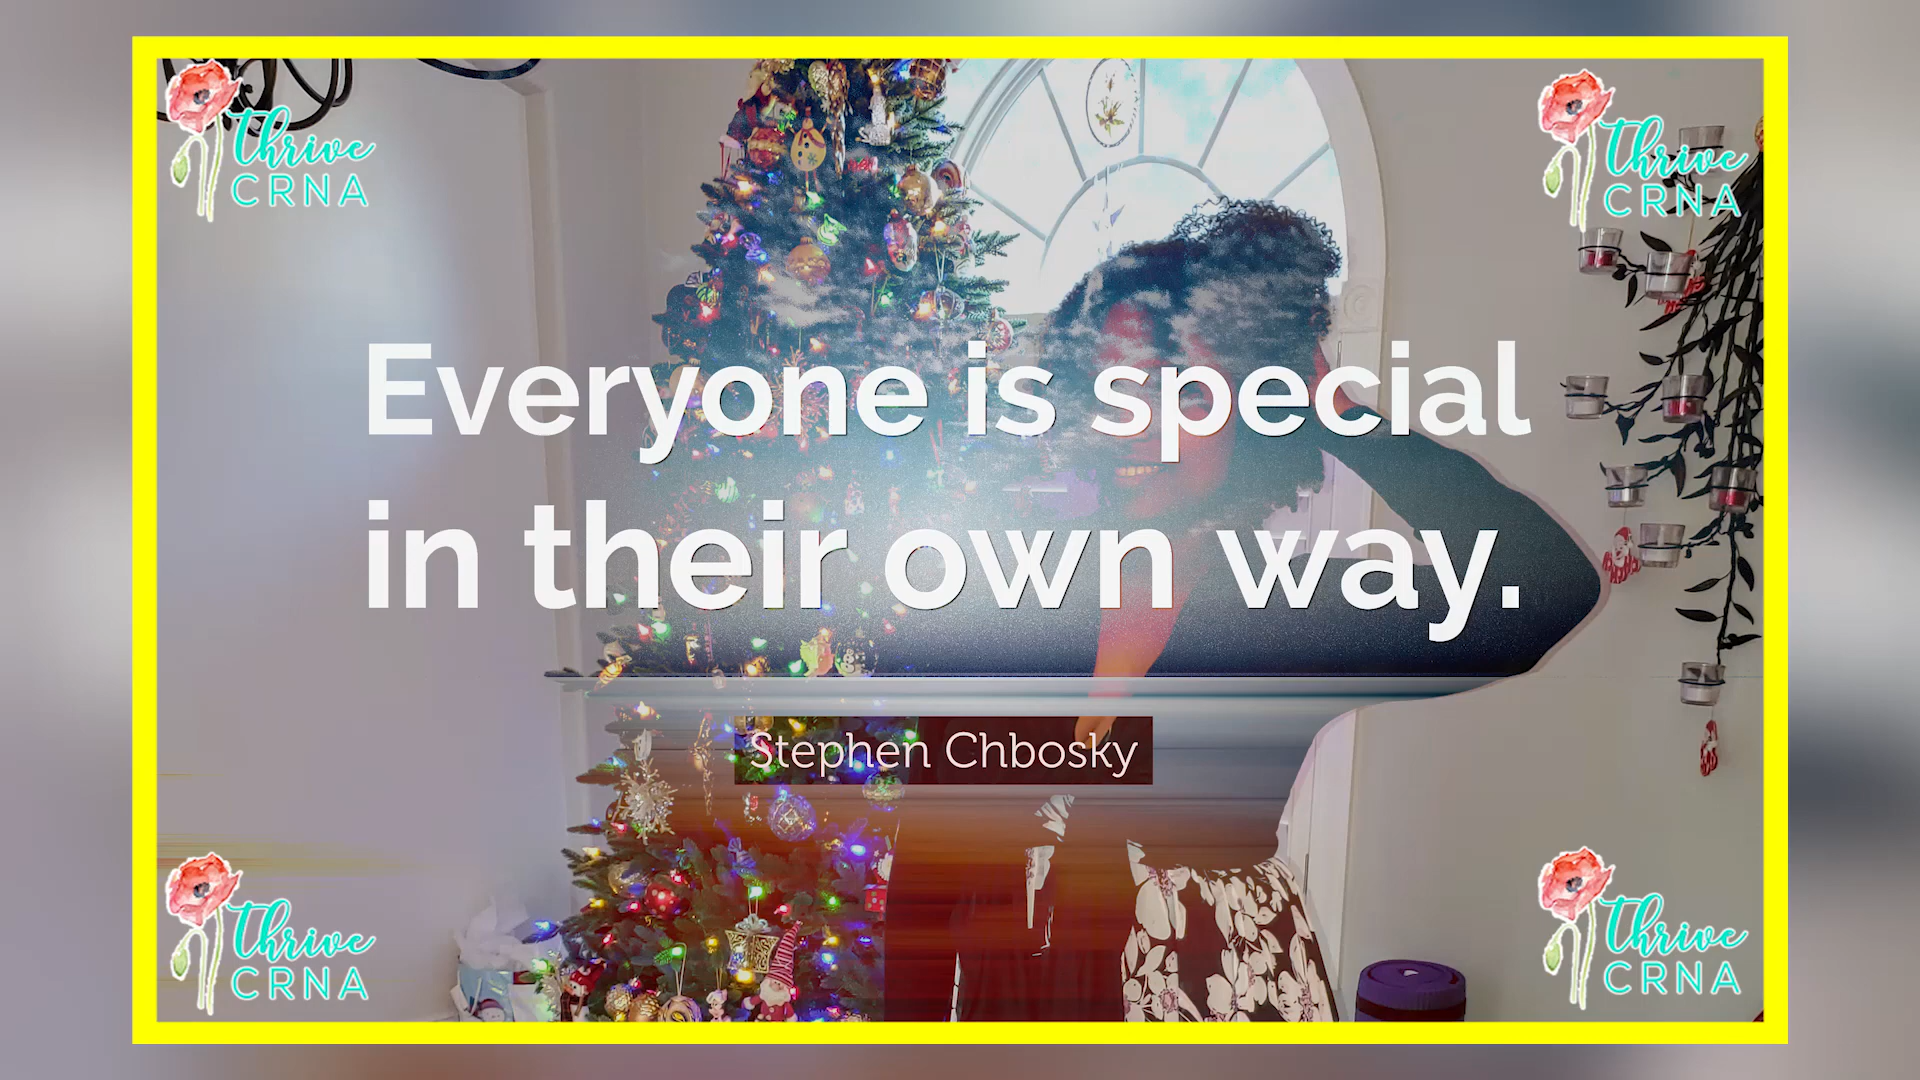 Thrive
CRNA
Thrive
CRNA
Everyone is special
in their own way.
Stephen Chbosky
Thrive
CRNA
Thrive
CRNA